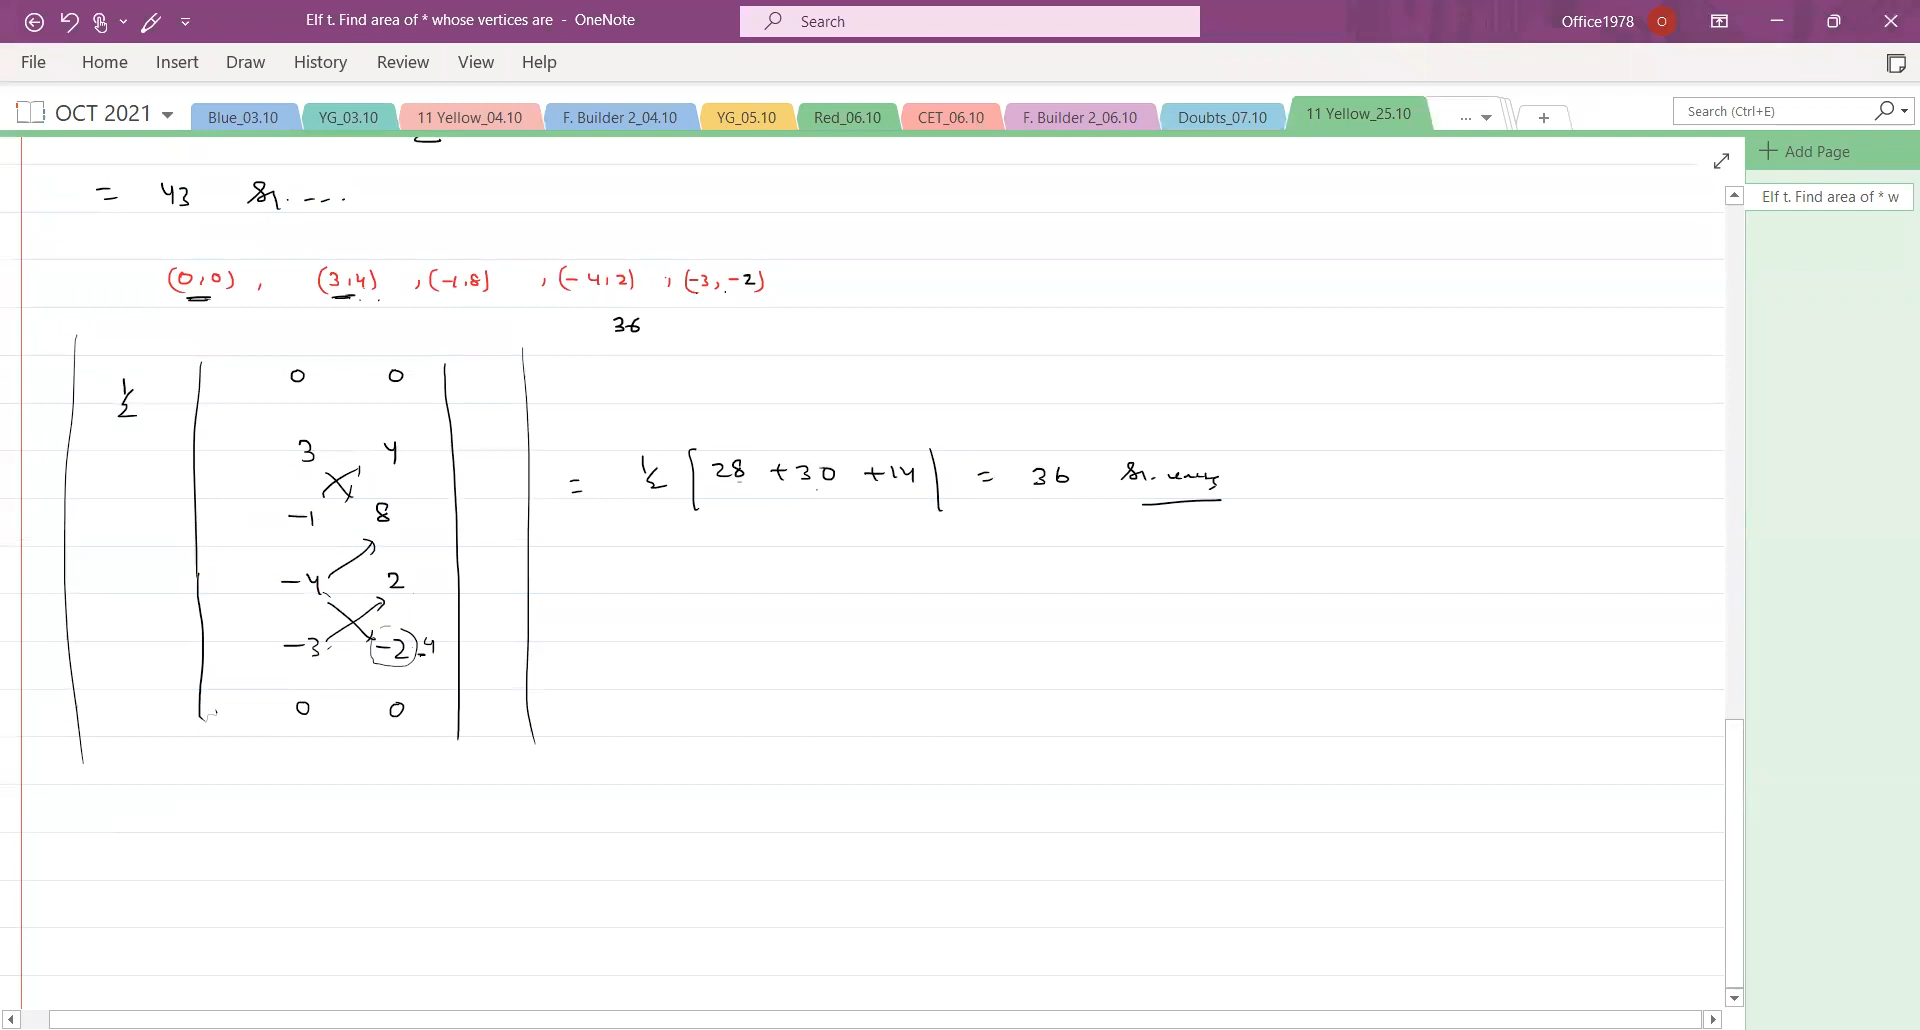 Elf t. Find area of * whose vertices are - OneNote
Search
Office1978 O
File Home Insert Draw History Review View Help
OCT 2021 Blue_03.10 YG_03.10 11 Yellow_04.10 F. Builder 2_04.10 YG_05.10 Red_06.10 CET_06.10 F. Builder 2_06.10 Doubts_07.10 11 Yellow_25.10 ... +
Search (Ctrl+E)
Add Page
Elf t. Find area of * w
= 43 Sq. ---.
(0,0), (3,4), (-1,8), (-4,2), (-3,-2)
36
1/2
0 0
3 4
-1 8
-4 2
-3 -2 -4
0 0
= 1/2 [28 +30 +14] = 36 Sq. units